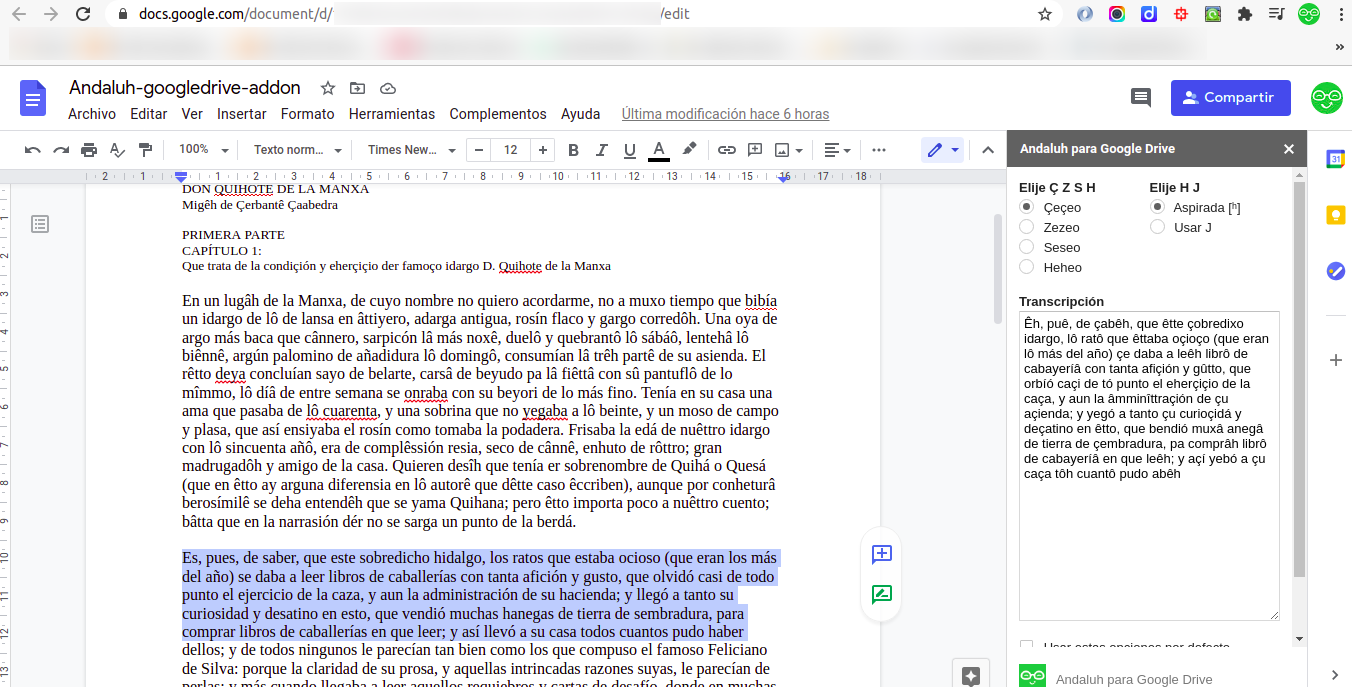 docs.google.com/document/d/ /edit
Andaluh-googledrive-addon
Archivo Editar Ver Insertar Formato Herramientas Complementos Ayuda Última modificación hace 6 horas
Compartir
100% Texto norm... Times New... − 12 + B I U A
2 1 1 2 3 4 5 6 7 8 9 10 11 12 13 14 15 16 17 18
DON QUIHOTE DE LA MANXA
Migêh de Çerbantê Çaabedra
PRIMERA PARTE
CAPÍTULO 1:
Que trata de la condiçión y eherçiçio der famoço idargo D. Quihote de la Manxa
En un lugâh de la Manxa, de cuyo nombre no quiero acordarme, no a muxo tiempo que bibía
un idargo de lô de lansa en âttiyero, adarga antigua, rosín flaco y gargo corredôh. Una oya de
argo más baca que cânnero, sarpicón lâ más noxê, duelô y quebrantô lô sábáô, lentehâ lô
biênnê, argún palomino de añadidura lô domingô, consumían lâ trêh partê de su asienda. El
rêtto deya concluían sayo de belarte, carsâ de beyudo pa lâ fiêttâ con sû pantuflô de lo
mîmmo, lô díâ de entre semana se onraba con su beyori de lo más fino. Tenía en su casa una
ama que pasaba de lô cuarenta, y una sobrina que no yegaba a lô beinte, y un moso de campo
y plasa, que así ensiyaba el rosín como tomaba la podadera. Frisaba la edá de nuêttro idargo
con lô sincuenta añô, era de complêssión resia, seco de cânnê, enhuto de rôttro; gran
madrugadôh y amigo de la casa. Quieren desîh que tenía er sobrenombre de Quihá o Quesá
(que en êtto ay arguna diferensia en lô autorê que dêtte caso êccriben), aunque por conheturâ
berosímilê se deha entendêh que se yama Quihana; pero êtto importa poco a nuêttro cuento;
bâtta que en la narrasión dér no se sarga un punto de la berdá.
Es, pues, de saber, que este sobredicho hidalgo, los ratos que estaba ocioso (que eran los más
del año) se daba a leer libros de caballerías con tanta afición y gusto, que olvidó casi de todo
punto el ejercicio de la caza, y aun la administración de su hacienda; y llegó a tanto su
curiosidad y desatino en esto, que vendió muchas hanegas de tierra de sembradura, para
comprar libros de caballerías en que leer; y así llevó a su casa todos cuantos pudo haber
dellos; y de todos ningunos le parecían tan bien como los que compuso el famoso Feliciano
de Silva: porque la claridad de su prosa, y aquellas intrincadas razones suyas, le parecían de
perlas; y más cuando llegaba a leer aquellos requiebros y cartas de desafío, donde en muchas
Andaluh para Google Drive
Elije Ç Z S H Elije H J
Çeçeo Aspirada [ʰ]
Zezeo Usar J
Seseo
Heheo
Transcripción
Êh, puê, de çabêh, que êtte çobredixo
idargo, lô ratô que êttaba oçioço (que eran
lô más del año) çe daba a leêh librô de
cabayeríâ con tanta afiçión y gûtto, que
orbíó caçi de tó punto el eherçiçio de la
caça, y aun la âmminîttraçión de çu
açienda; y yegó a tanto çu curioçidá y
deçatino en êtto, que bendió muxâ anegâ
de tierra de çembradura, pa comprâh librô
de cabayeríâ en que leêh; y açí yebó a çu
caça tôh cuantô pudo abêh
Usar estas opciones por defecto
Andaluh para Google Drive
31